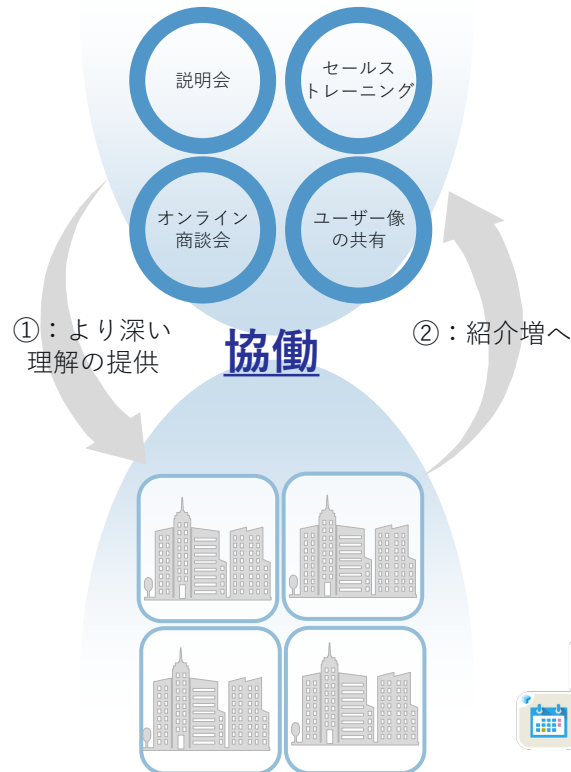 説明会
セールス
トレーニング
オンライン
商談会
ユーザー像
の共有
①：より深い
理解の提供
協働
②：紹介増へ